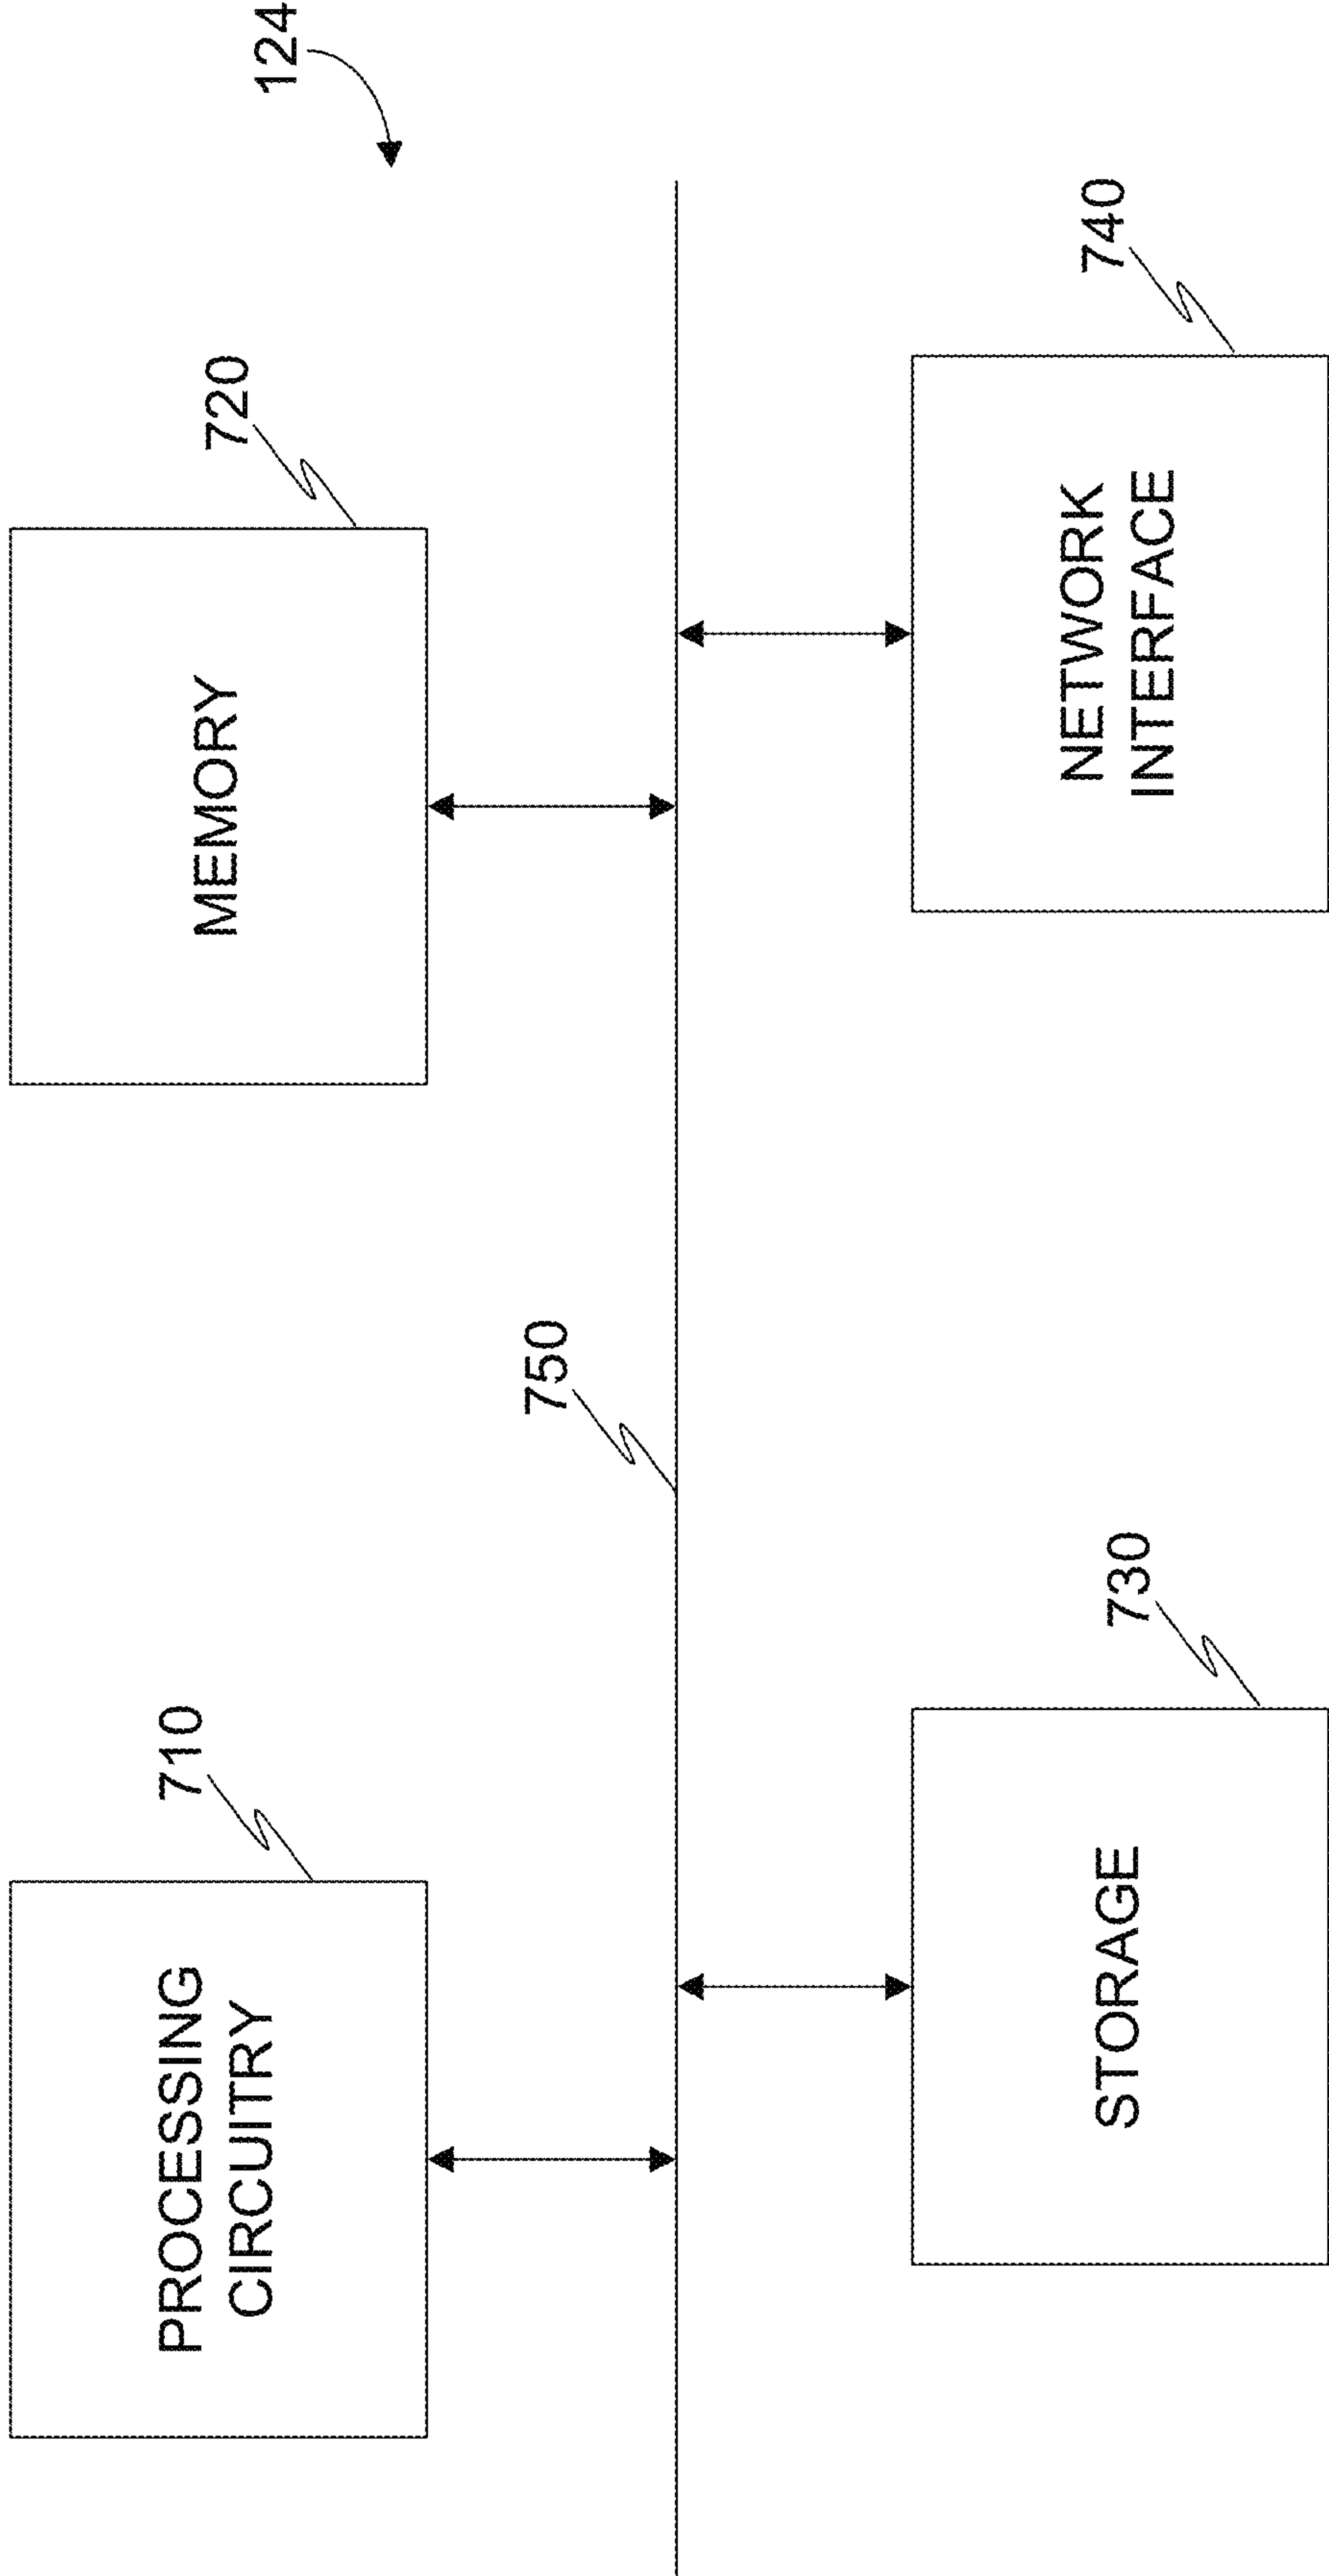 124
PROCESSING
CIRCUITRY
710
MEMORY
720
750
STORAGE
730
NETWORK
INTERFACE
740